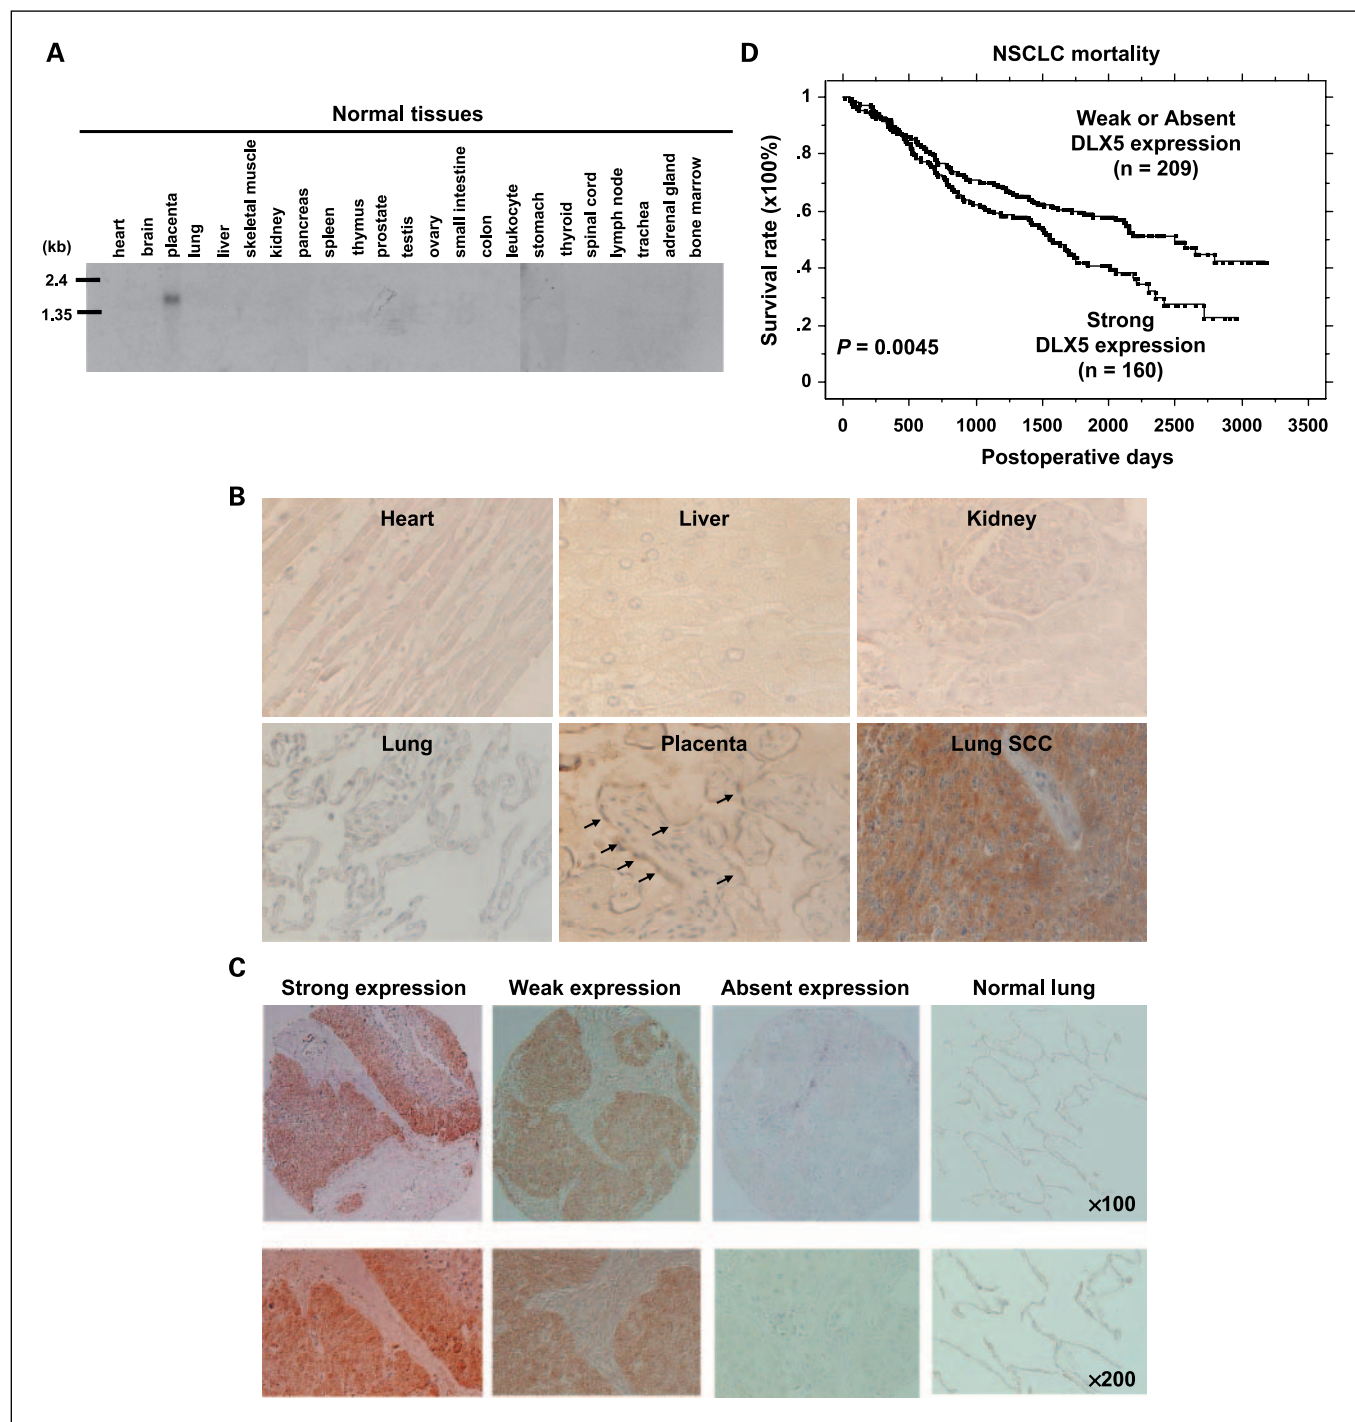 A
Normal tissues
heart
brain
placenta
lung
liver
skeletal muscle
kidney
pancreas
spleen
thymus
prostate
testis
ovary
small intestine
colon
leukocyte
stomach
thyroid
spinal cord
lymph node
trachea
adrenal gland
bone marrow
(kb)
2.4
1.35
D
NSCLC mortality
Survival rate (x100%)
1
.8
.6
.4
.2
0
Weak or Absent
DLX5 expression
(n = 209)
Strong
DLX5 expression
(n = 160)
P = 0.0045
0 500 1000 1500 2000 2500 3000 3500
Postoperative days
B
Heart
Liver
Kidney
Lung
Placenta
Lung SCC
C
Strong expression
Weak expression
Absent expression
Normal lung
×100
×200